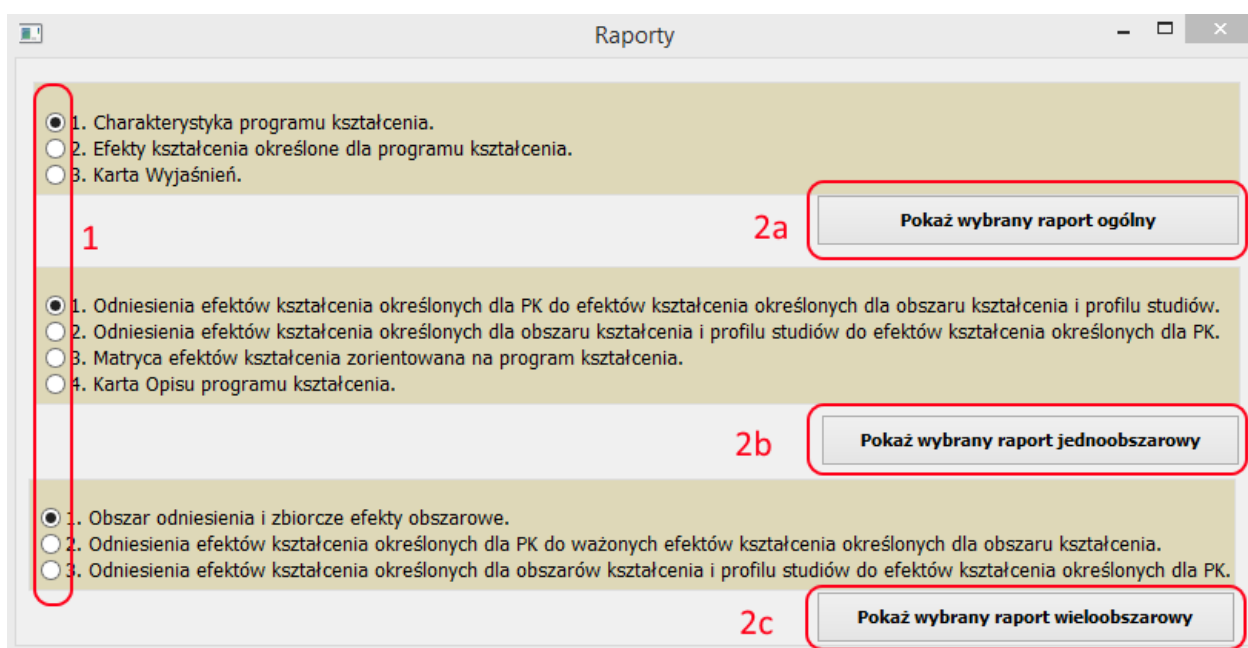 Raporty
1. Charakterystyka programu kształcenia.
2. Efekty kształcenia określone dla programu kształcenia.
3. Karta Wyjaśnień.
1
2a
Pokaż wybrany raport ogólny
1. Odniesienia efektów kształcenia określonych dla PK do efektów kształcenia określonych dla obszaru kształcenia i profilu studiów.
2. Odniesienia efektów kształcenia określonych dla obszaru kształcenia i profilu studiów do efektów kształcenia określonych dla PK.
3. Matryca efektów kształcenia zorientowana na program kształcenia.
4. Karta Opisu programu kształcenia.
2b
Pokaż wybrany raport jednoobszarowy
1. Obszar odniesienia i zbiorcze efekty obszarowe.
2. Odniesienia efektów kształcenia określonych dla PK do ważonych efektów kształcenia określonych dla obszaru kształcenia.
3. Odniesienia efektów kształcenia określonych dla obszarów kształcenia i profilu studiów do efektów kształcenia określonych dla PK.
2c
Pokaż wybrany raport wieloobszarowy